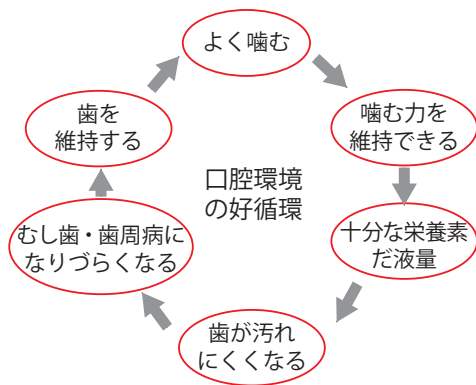 よく噛む
噛む力を
維持できる
十分な栄養素
だ液量
歯が汚れ
にくくなる
むし歯・歯周病に
なりづらくなる
歯を
維持する
口腔環境
の好循環